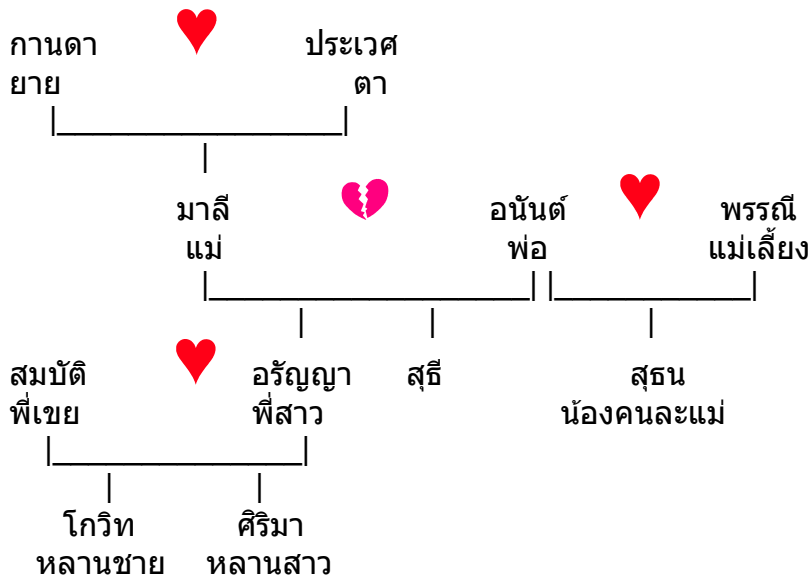 กานดา ประเวศ
ยาย ตา
มาลี อนันต์ พรรณี
แม่ พ่อ แม่เลี้ยง
สมบัติ อรัญญา สุธี สุธน
พี่เขย พี่สาว น้องคนละแม่
โกวิท ศิริมา
หลานชาย หลานสาว